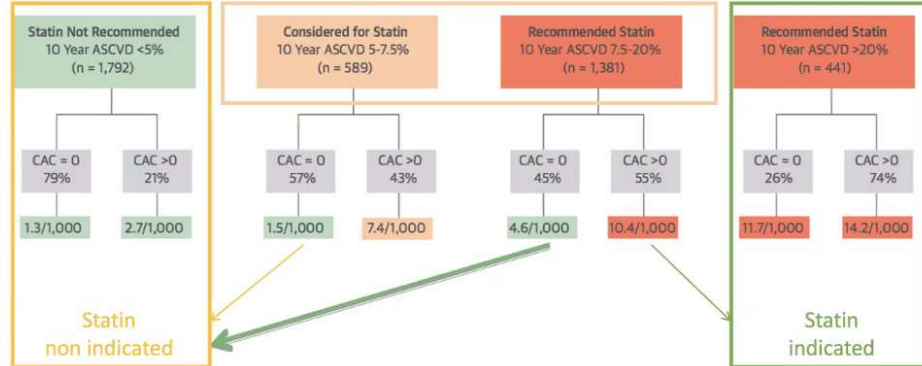 Statin Not Recommended
10 Year ASCVD <5%
(n = 1,792)
Considered for Statin
10 Year ASCVD 5-7.5%
(n = 589)
Recommended Statin
10 Year ASCVD 7.5-20%
(n = 1,381)
Recommended Statin
10 Year ASCVD >20%
(n = 441)
CAC = 0
79%
CAC >0
21%
CAC = 0
57%
CAC >0
43%
CAC = 0
45%
CAC >0
55%
CAC = 0
26%
CAC >0
74%
1.3/1,000
2.7/1,000
1.5/1,000
7.4/1,000
4.6/1,000
10.4/1,000
11.7/1,000
14.2/1,000
Statin
non indicated
Statin
indicated